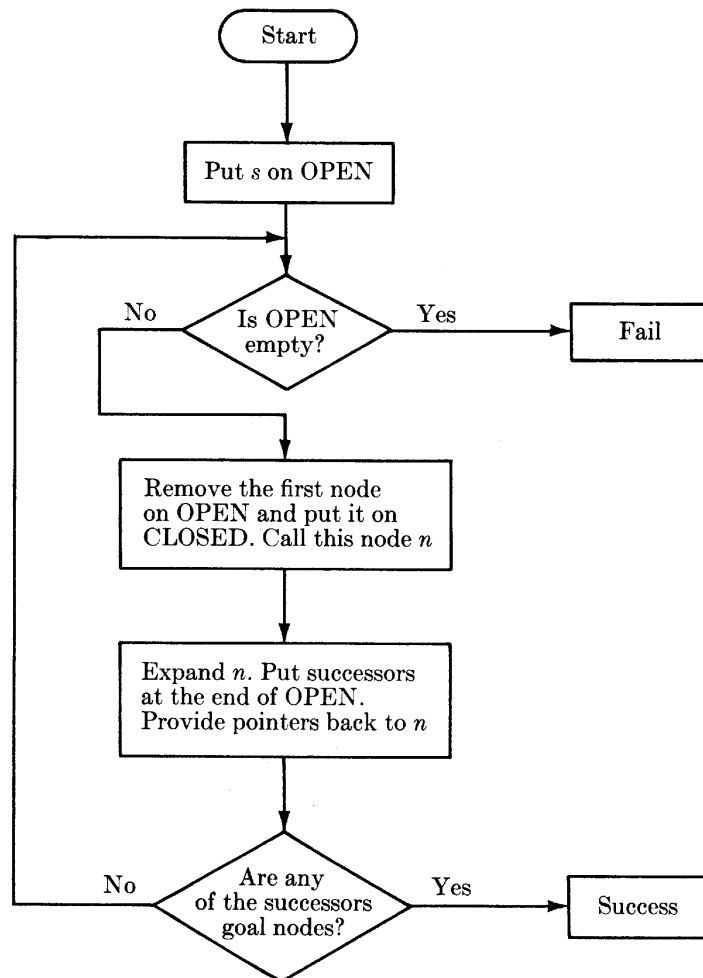 Start
Put s on OPEN
No
Is OPEN
empty?
Yes
Fail
Remove the first node
on OPEN and put it on
CLOSED. Call this node n
Expand n. Put successors
at the end of OPEN.
Provide pointers back to n
No
Are any
of the successors
goal nodes?
Yes
Success